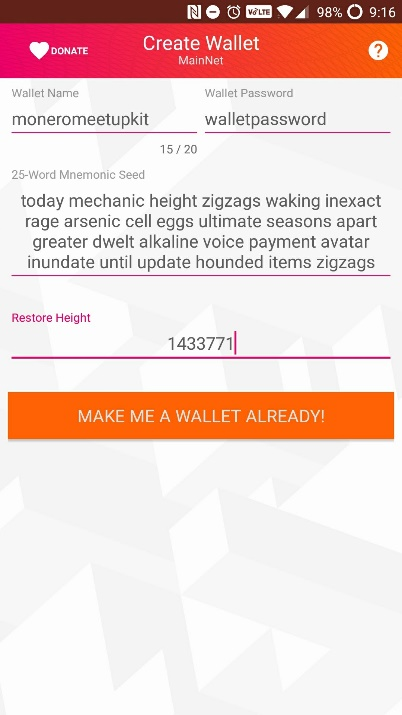 98% 9:16
DONATE
Create Wallet
MainNet
?
Wallet Name
Wallet Password
moneromeetupkit
walletpassword
15 / 20
25-Word Mnemonic Seed
today mechanic height zigzags waking inexact
rage arsenic cell eggs ultimate seasons apart
greater dwelt alkaline voice payment avatar
inundate until update hounded items zigzags
Restore Height
1433771
MAKE ME A WALLET ALREADY!